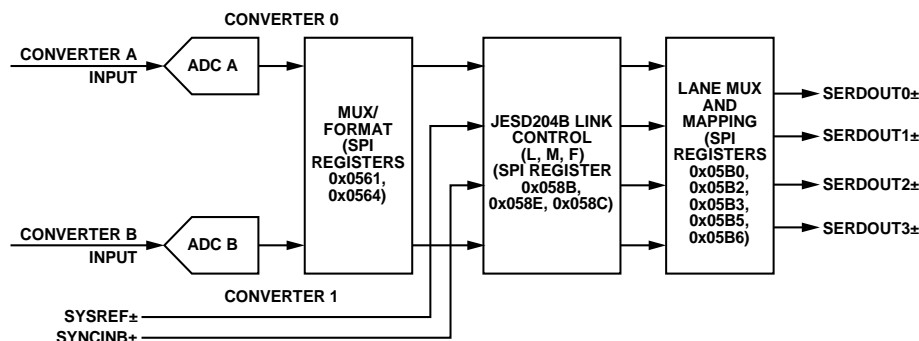 CONVERTER 0
CONVERTER A
INPUT
ADC A
MUX/
FORMAT
(SPI
REGISTERS
0x0561,
0x0564)
JESD204B LINK
CONTROL
(L, M, F)
(SPI REGISTER
0x058B,
0x058E, 0x058C)
LANE MUX
AND
MAPPING
(SPI
REGISTERS
0x05B0,
0x05B2,
0x05B3,
0x05B5,
0x05B6)
SERDOUT0±
SERDOUT1±
SERDOUT2±
SERDOUT3±
CONVERTER B
INPUT
ADC B
CONVERTER 1
SYSREF±
SYNCINB±